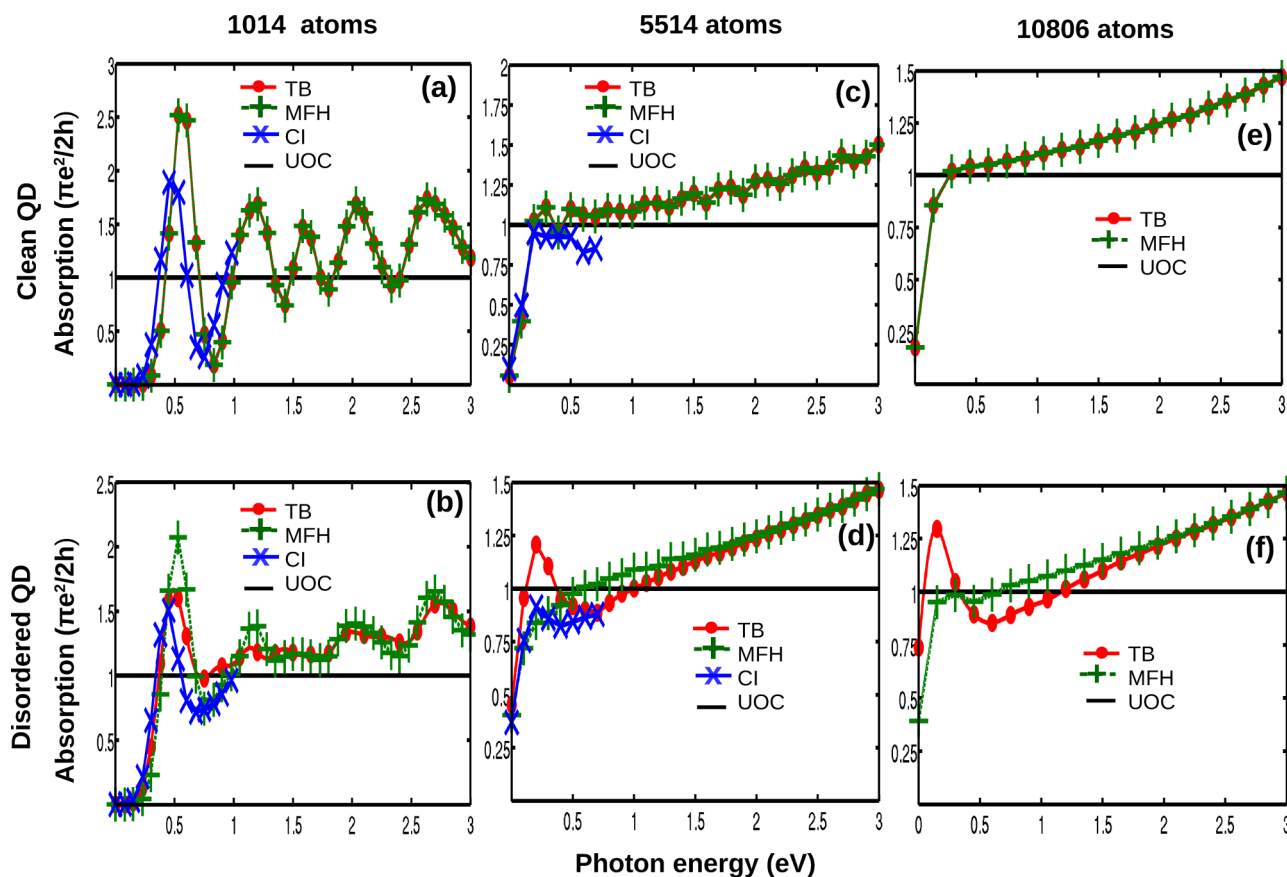 1014 atoms
5514 atoms
10806 atoms
Clean QD
Absorption (πe²/2h)
3
2.5
2
1.5
1
0.5
TB
MFH
CI
UOC
(a)
0.5
1
1.5
2
2.5
3
2
1.75
1.5
1.25
1
0.75
0.5
0.25
TB
MFH
CI
UOC
(c)
0.5
1
1.5
2
2.5
3
1.5
1.25
1
0.75
0.5
0.25
(e)
TB
MFH
UOC
0.5
1
1.5
2
2.5
3
Disordered QD
Absorption (πe²/2h)
2.5
2
1.5
1
0.5
TB
MFH
CI
UOC
(b)
0.5
1
1.5
2
2.5
3
1.5
1.25
1
0.75
0.5
0.25
(d)
TB
MFH
CI
UOC
0.5
1
1.5
2
2.5
3
1.5
1.25
1
0.75
0.5
0.25
(f)
TB
MFH
UOC
0
0.5
1
1.5
2
2.5
3
Photon energy (eV)